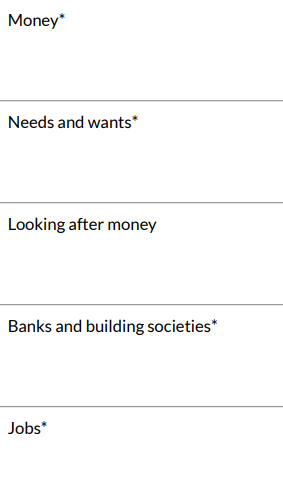 Money*
Needs and wants*
Looking after money
Banks and building societies*
Jobs*